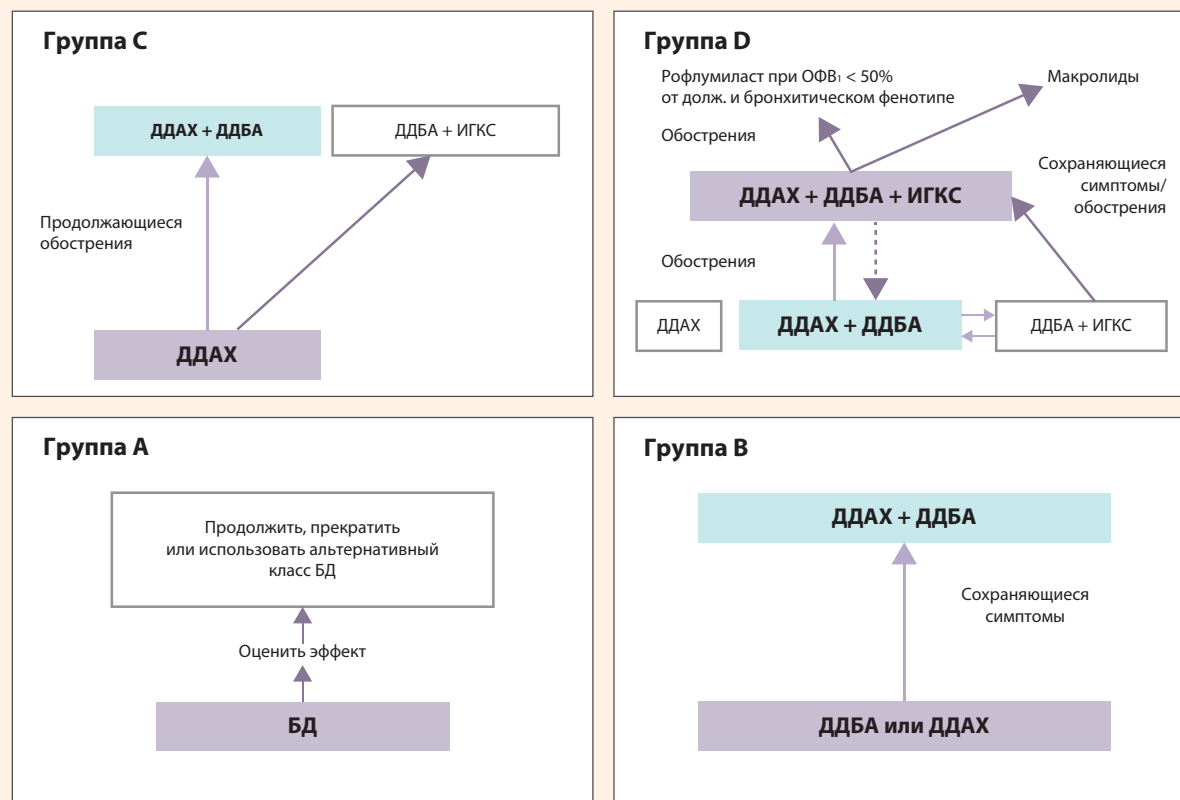 Группа C
ДДАХ + ДДБА
ДДБА + ИГКС
Продолжающиеся
обострения
ДДАХ
Группа D
Рофлумиласт при ОФВ₁ < 50%
от долж. и бронхитическом фенотипе
Макролиды
Обострения
Сохраняющиеся
симптомы/
обострения
ДДАХ + ДДБА + ИГКС
Обострения
ДДАХ
ДДАХ + ДДБА
ДДБА + ИГКС
Группа A
Продолжить, прекратить
или использовать альтернативный
класс БД
Оценить эффект
БД
Группа B
ДДАХ + ДДБА
Сохраняющиеся
симптомы
ДДБА или ДДАХ